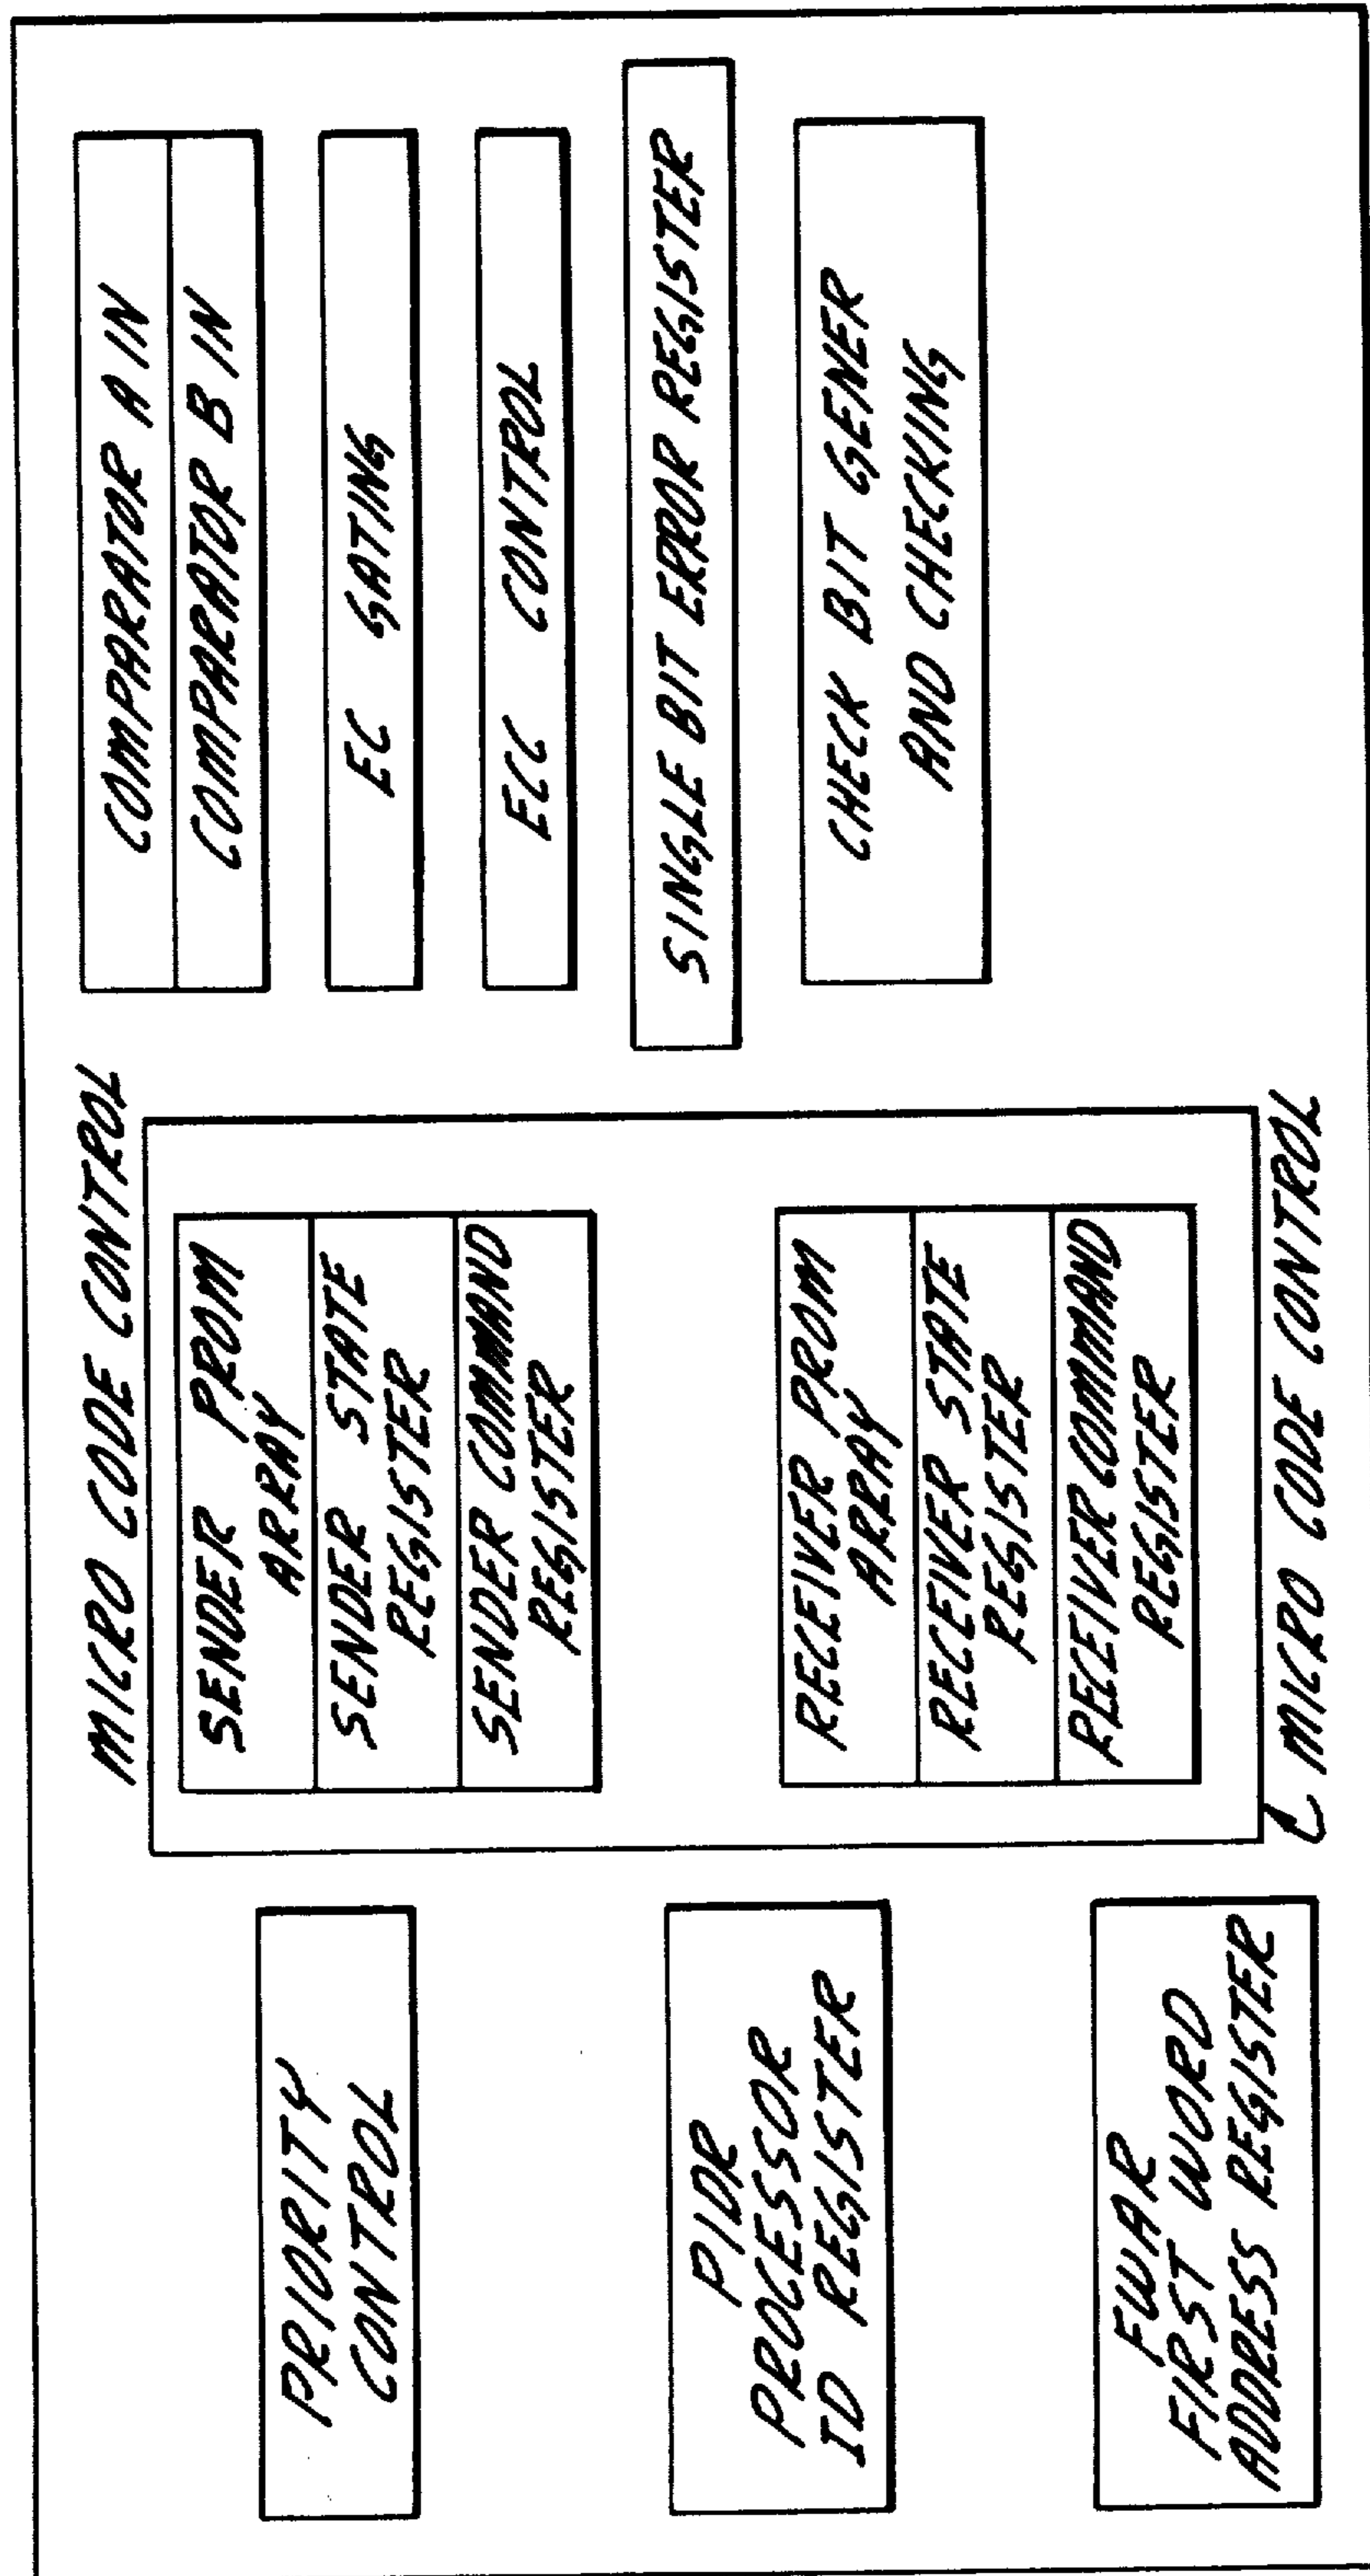 PRIORITY
CONTROL
PIDR
PROCESSOR
ID REGISTER
FWAR
FIRST WORD
ADDRESS REGISTER
MICRO CODE CONTROL
SENDER PROM
ARRAY
SENDER STATE
REGISTER
SENDER COMMAND
REGISTER
RECEIVER PROM
ARRAY
RECEIVER STATE
REGISTER
RECEIVER COMMAND
REGISTER
MICRO CODE CONTROL
COMPARATOR A IN
COMPARATOR B IN
EC GATING
ECC CONTROL
SINGLE BIT ERROR REGISTER
CHECK BIT GENER
AND CHECKING